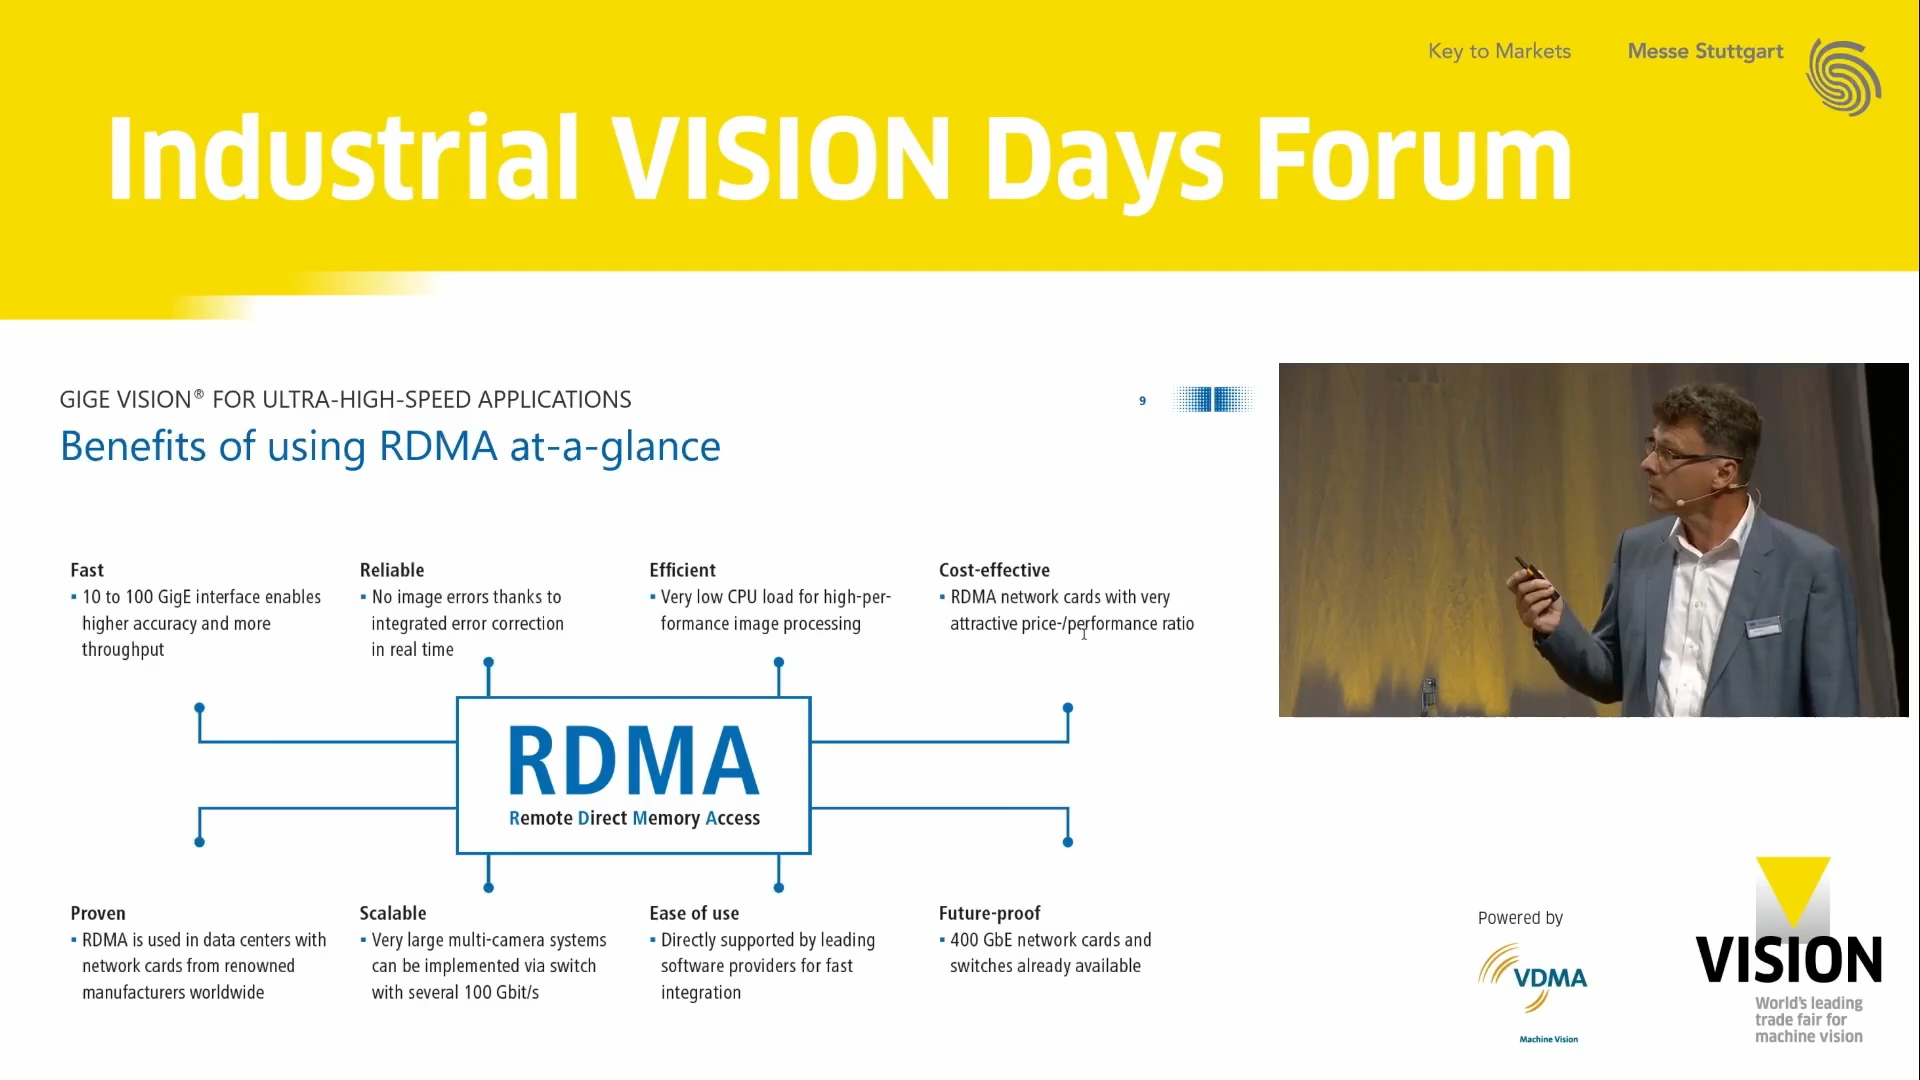 Key to Markets
Messe Stuttgart
Industrial VISION Days Forum
GIGE VISION® FOR ULTRA-HIGH-SPEED APPLICATIONS
9
Benefits of using RDMA at-a-glance
Fast
▪ 10 to 100 GigE interface enables
higher accuracy and more
throughput
Reliable
▪ No image errors thanks to
integrated error correction
in real time
Efficient
▪ Very low CPU load for high-per-
formance image processing
Cost-effective
▪ RDMA network cards with very
attractive price-/performance ratio
RDMA
Remote Direct Memory Access
Proven
▪ RDMA is used in data centers with
network cards from renowned
manufacturers worldwide
Scalable
▪ Very large multi-camera systems
can be implemented via switch
with several 100 Gbit/s
Ease of use
▪ Directly supported by leading
software providers for fast
integration
Future-proof
▪ 400 GbE network cards and
switches already available
Powered by
VDMA
Machine Vision
VISION
World's leading
trade fair for
machine vision